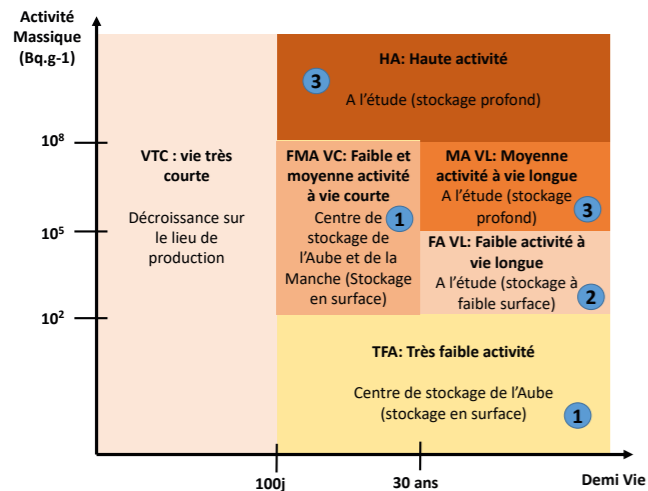 Activité
Massique
(Bq.g-1)
HA: Haute activité
3
A l'étude (stockage profond)
10⁸
VTC : vie très
courte
Décroissance sur
le lieu de
production
FMA VC: Faible et
moyenne activité
à vie courte
Centre de
1
stockage de
l'Aube et de la
Manche (Stockage
en surface)
MA VL: Moyenne
activité à vie longue
A l'étude (stockage
profond)
3
10⁵
FA VL: Faible activité à
vie longue
A l'étude (stockage à
faible surface)
2
10²
TFA: Très faible activité
Centre de stockage de l'Aube
(stockage en surface)
1
100j
30 ans
Demi Vie